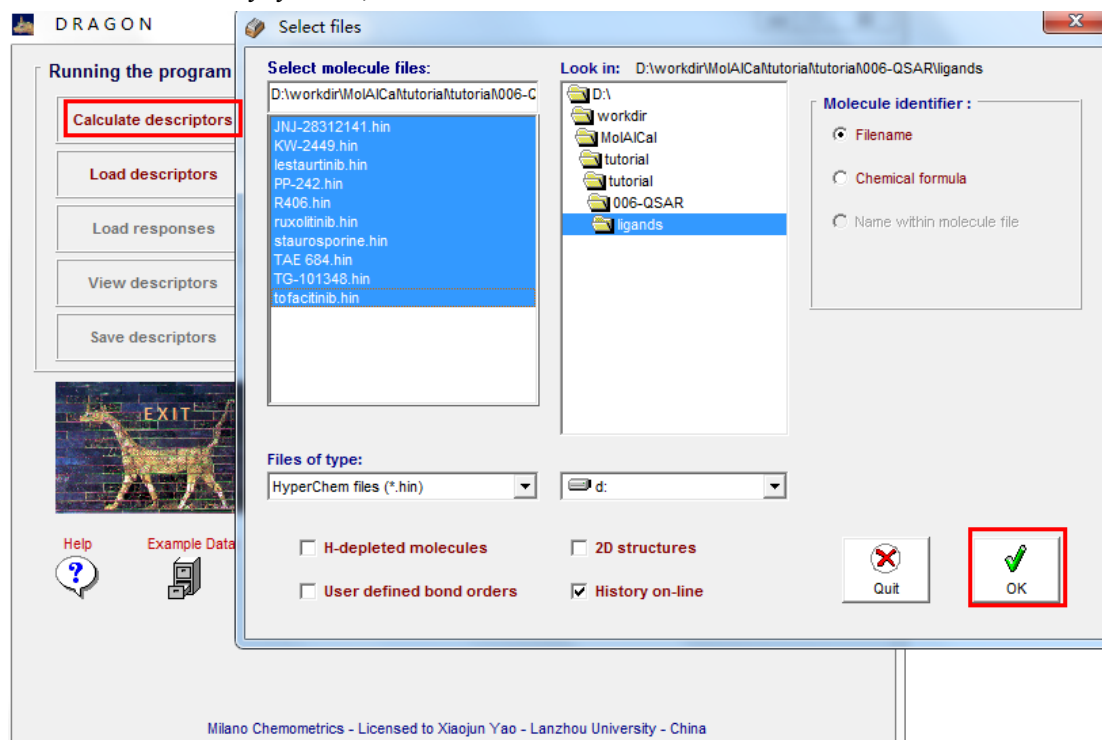 DRAGON
Running the program
Calculate descriptors
Load descriptors
Load responses
View descriptors
Save descriptors
EXIT
Help
Example Data
Select files
Select molecule files:
D:\workdir\MolAICal\tutorial\tutorial\006-Q
JNJ-28312141.hin
KW-2449.hin
lestaurtinib.hin
PP-242.hin
R406.hin
ruxolitinib.hin
staurosporine.hin
TAE 684.hin
TG-101348.hin
tofacitinib.hin
Look in: D:\workdir\MolAICal\tutorial\tutorial\006-QSAR\ligands
D:\
workdir
MolAICal
tutorial
tutorial
006-QSAR
ligands
Molecule identifier :
Filename
Chemical formula
Name within molecule file
Files of type:
HyperChem files (*.hin)
d:
H-depleted molecules
2D structures
User defined bond orders
History on-line
Quit
OK
Milano Chemometrics - Licensed to Xiaojun Yao - Lanzhou University - China